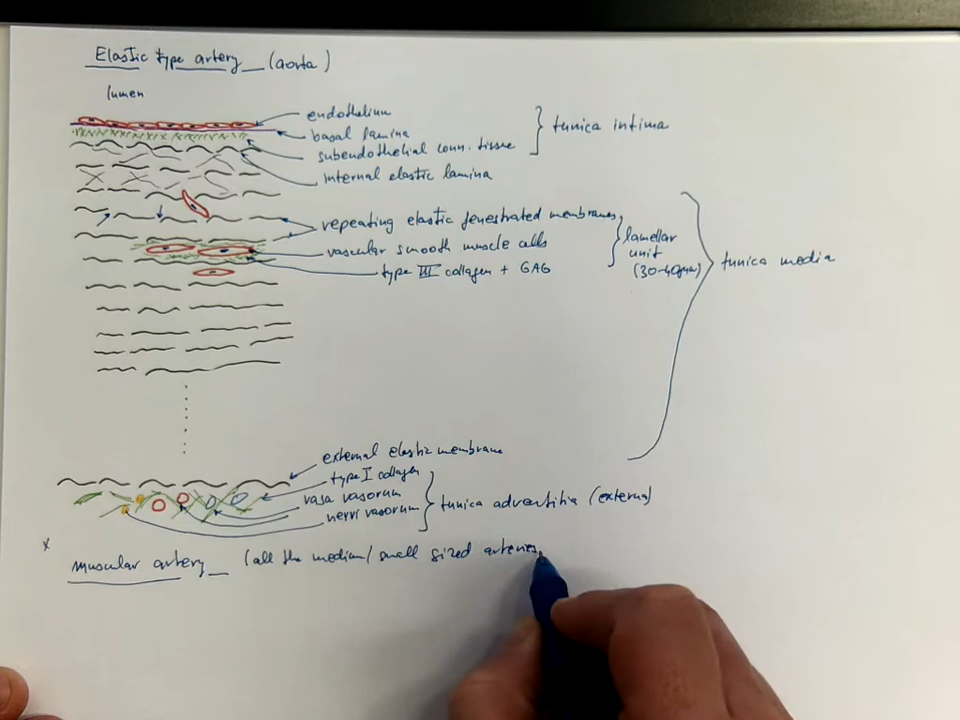 Elastic type artery (aorta)
lumen
endothelium
basal lamina
subendothelial conn. tissue
internal elastic lamina
tunica intima
repeating elastic fenestrated membranes
vascular smooth muscle cells
type III collagen + GAG
lamellar
unit
(30-40µm)
tunica media
external elastic membrane
type I collagen
vasa vasorum
nervi vasorum
tunica adventitia (externa)
muscular artery (all the medium/small sized arteries